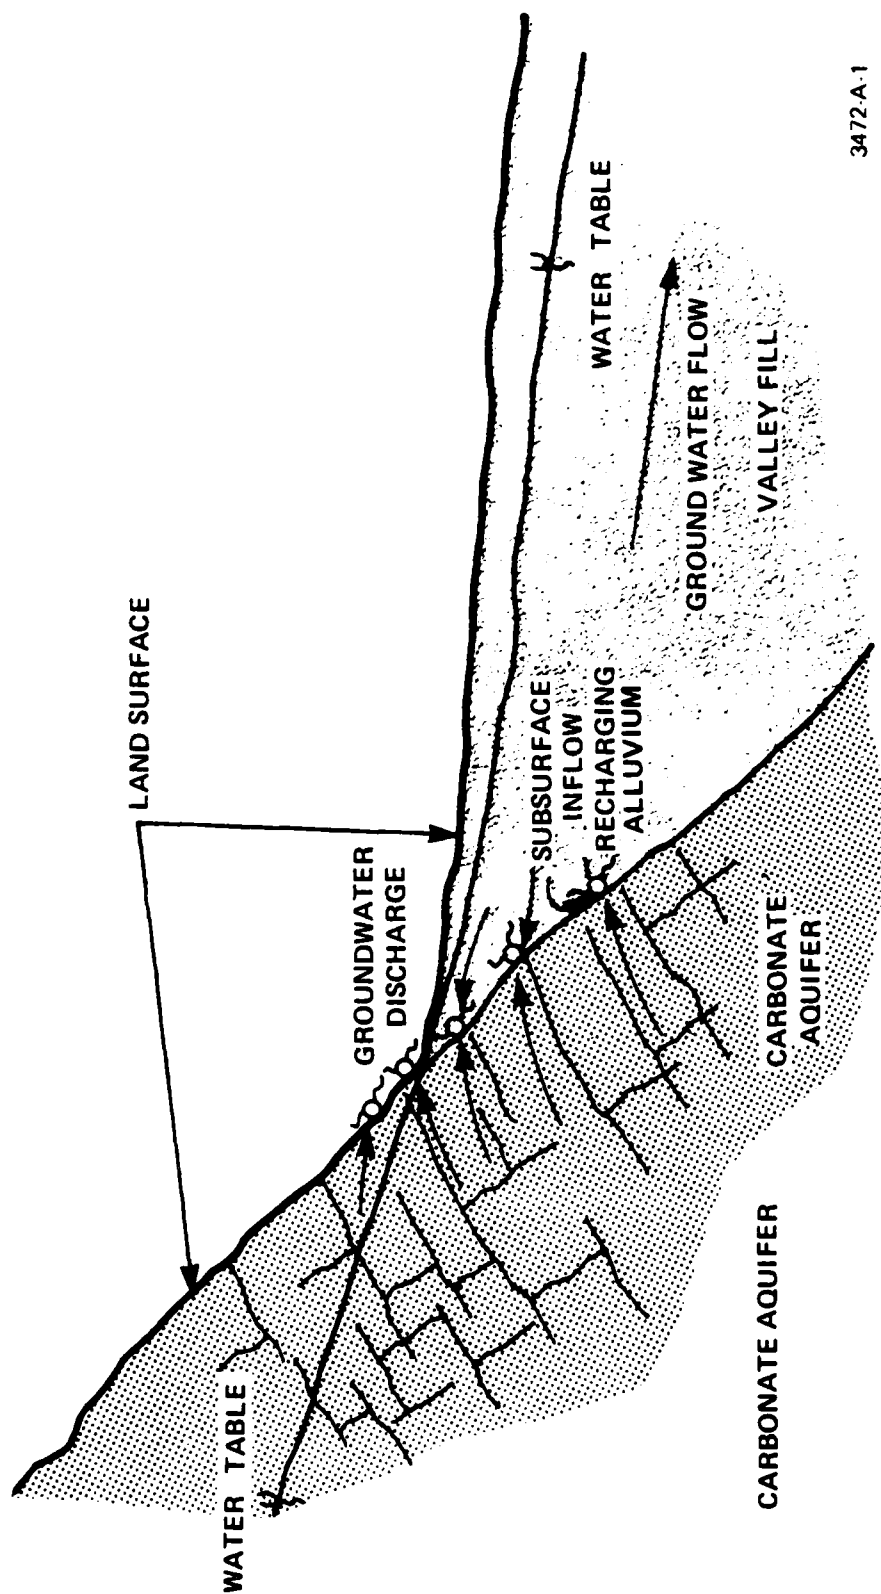 LAND SURFACE
GROUNDWATER
DISCHARGE
WATER TABLE
SUBSURFACE
INFLOW
RECHARGING
ALLUVIUM
WATER TABLE
GROUND WATER FLOW
VALLEY FILL
CARBONATE
AQUIFER
CARBONATE AQUIFER
3472-A-1